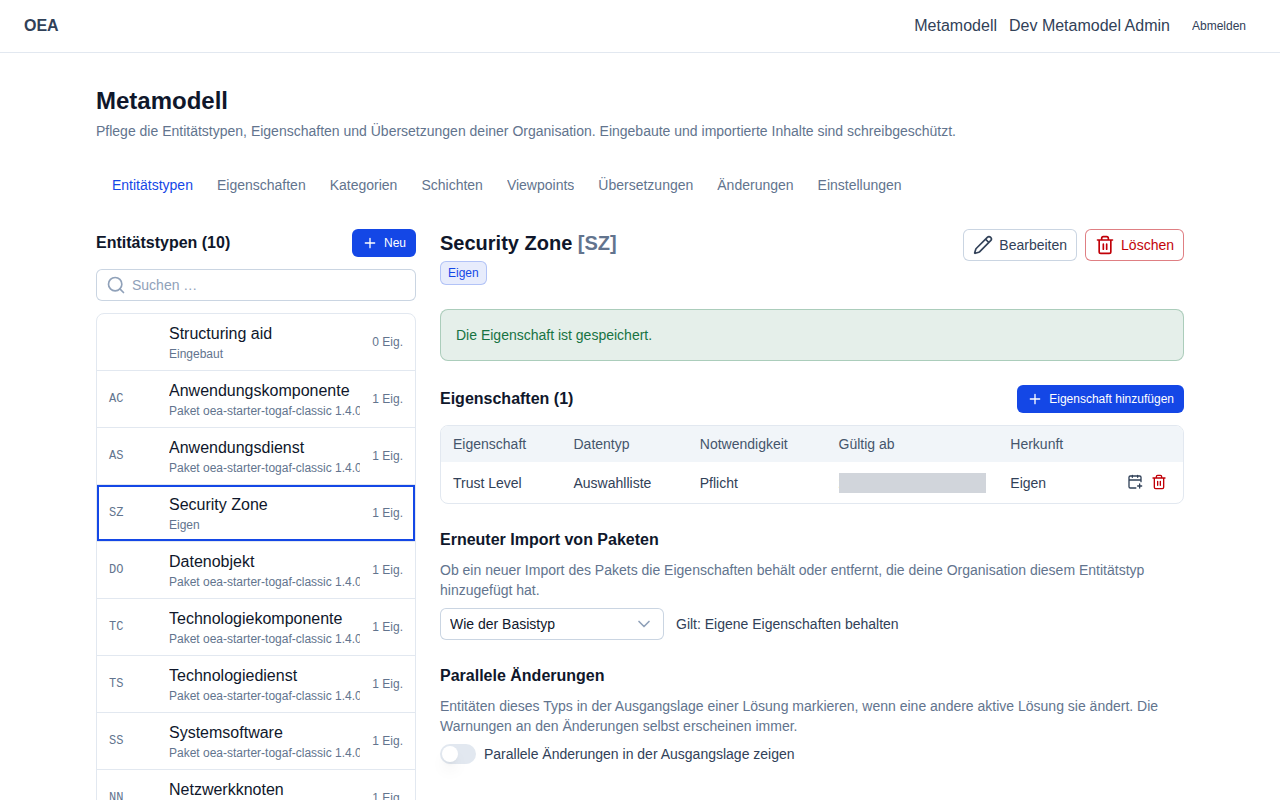 OEA
Metamodell Dev Metamodel Admin Abmelden
Metamodell
Pflege die Entitätstypen, Eigenschaften und Übersetzungen deiner Organisation. Eingebaute und importierte Inhalte sind schreibgeschützt.
Entitätstypen Eigenschaften Kategorien Schichten Viewpoints Übersetzungen Änderungen Einstellungen
Entitätstypen (10)
Neu
Suchen …
Structuring aid
Eingebaut
0 Eig.
AC
Anwendungskomponente
Paket oea-starter-togaf-classic 1.4.0
1 Eig.
AS
Anwendungsdienst
Paket oea-starter-togaf-classic 1.4.0
1 Eig.
SZ
Security Zone
Eigen
1 Eig.
DO
Datenobjekt
Paket oea-starter-togaf-classic 1.4.0
1 Eig.
TC
Technologiekomponente
Paket oea-starter-togaf-classic 1.4.0
1 Eig.
TS
Technologiedienst
Paket oea-starter-togaf-classic 1.4.0
1 Eig.
SS
Systemsoftware
Paket oea-starter-togaf-classic 1.4.0
1 Eig.
NN
Netzwerkknoten
1 Eig.
Security Zone [SZ]
Eigen
Bearbeiten
Löschen
Die Eigenschaft ist gespeichert.
Eigenschaften (1)
Eigenschaft hinzufügen
Eigenschaft Datentyp Notwendigkeit Gültig ab Herkunft
Trust Level Auswahlliste Pflicht Eigen
Erneuter Import von Paketen
Ob ein neuer Import des Pakets die Eigenschaften behält oder entfernt, die deine Organisation diesem Entitätstyp
hinzugefügt hat.
Wie der Basistyp
Gilt: Eigene Eigenschaften behalten
Parallele Änderungen
Entitäten dieses Typs in der Ausgangslage einer Lösung markieren, wenn eine andere aktive Lösung sie ändert. Die
Warnungen an den Änderungen selbst erscheinen immer.
Parallele Änderungen in der Ausgangslage zeigen